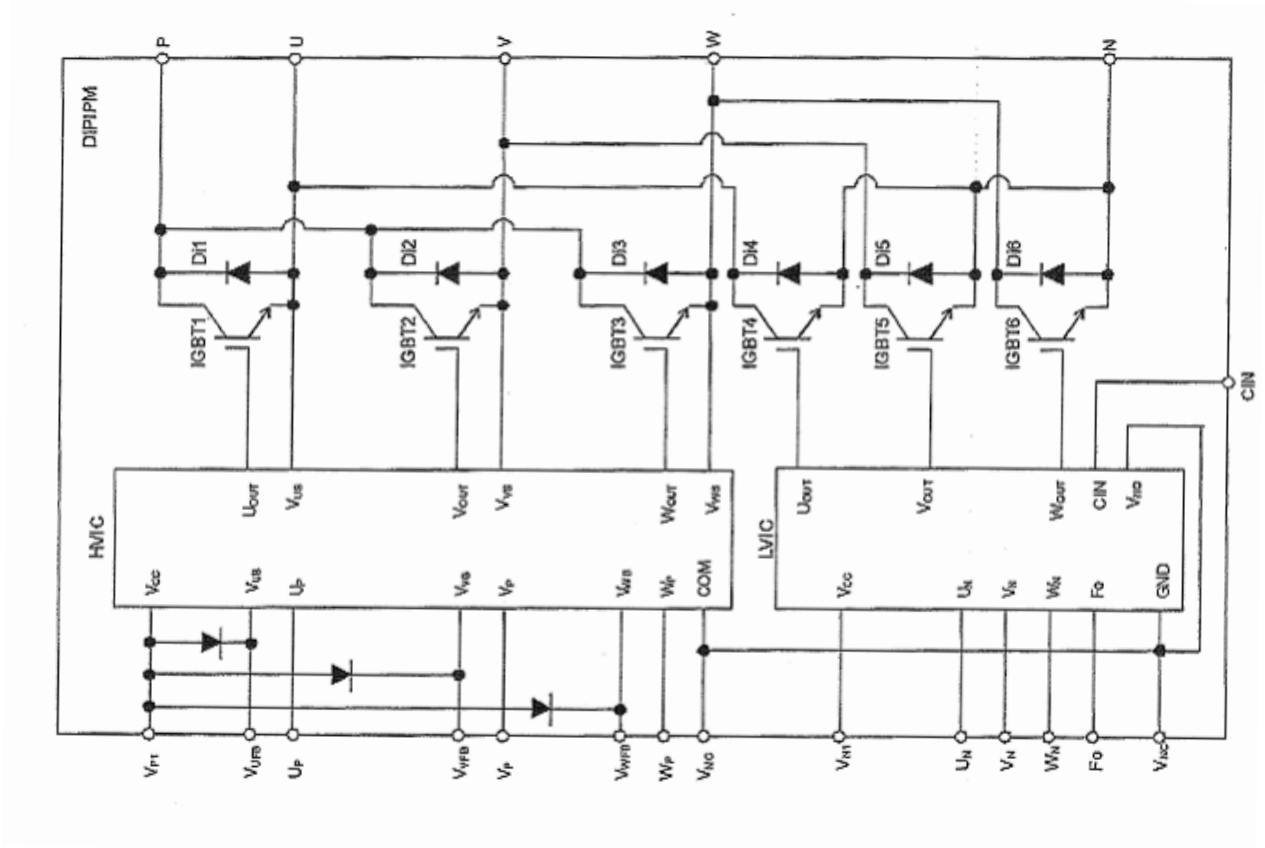 P
U
V
W
N
DIPIPM
Di1
Di2
Di3
Di4
Di5
Di6
IGBT1
IGBT2
IGBT3
IGBT4
IGBT5
IGBT6
CIN
HVIC
UOUT
VUS
VOUT
VVS
WOUT
VWS
LVIC
UOUT
VOUT
WOUT
CIN
VNO
VCC
VUB
UP
VVB
VP
VWB
WP
COM
VCC
UN
VN
WN
Fo
GND
VP1
VUFB
UP
VVFB
VP
VWFB
WP
VN1
UN
VN
WN
Fo
VNC